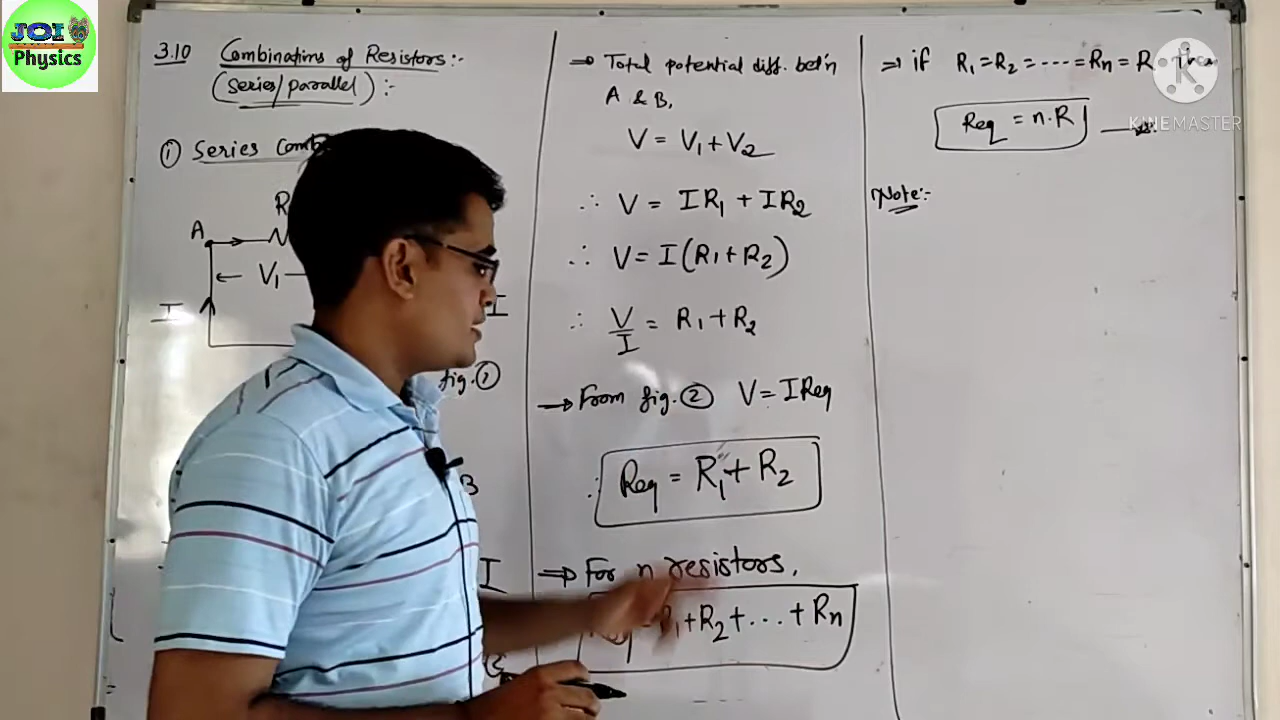 JOI
Physics
3.10 Combinations of Resistors:-
(Series/parallel):-
① Series Comb
R
A
V₁
I
I
fig.①
B
I
→ Total potential diff. bet'n
A & B,
V = V₁ + V₂
∴ V = IR₁ + IR₂
∴ V = I(R₁ + R₂)
∴ V/I = R₁ + R₂
→ From fig. ② V = IReq
∴ Req = R₁ + R₂
⇒ For n resistors,
R₁ + R₂ + ... + Rn
⇒ if R₁ = R₂ = ---- = Rn = R
Req = n·R
Note:-
K
KINEMASTER